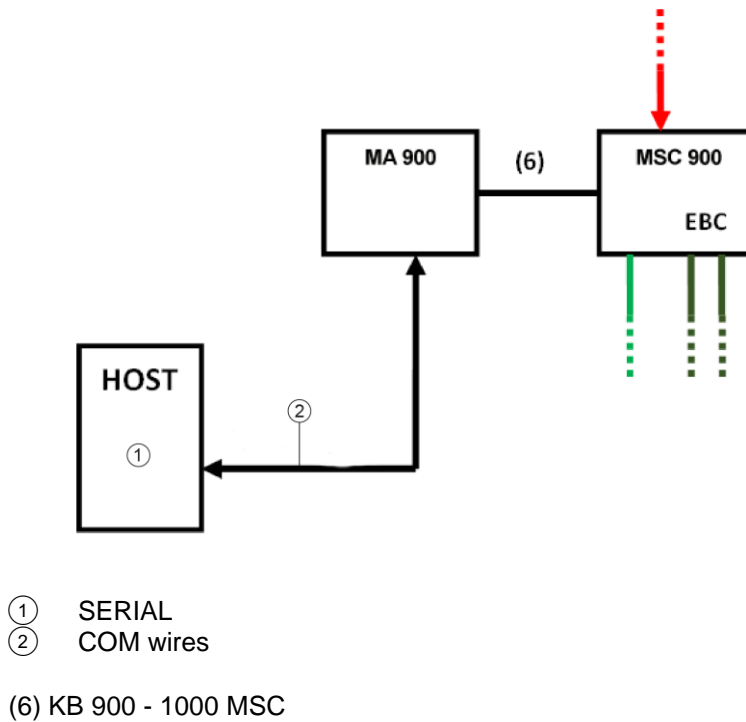 MA 900
(6)
MSC 900
EBC
HOST
②
①
① SERIAL
② COM wires
(6) KB 900 - 1000 MSC